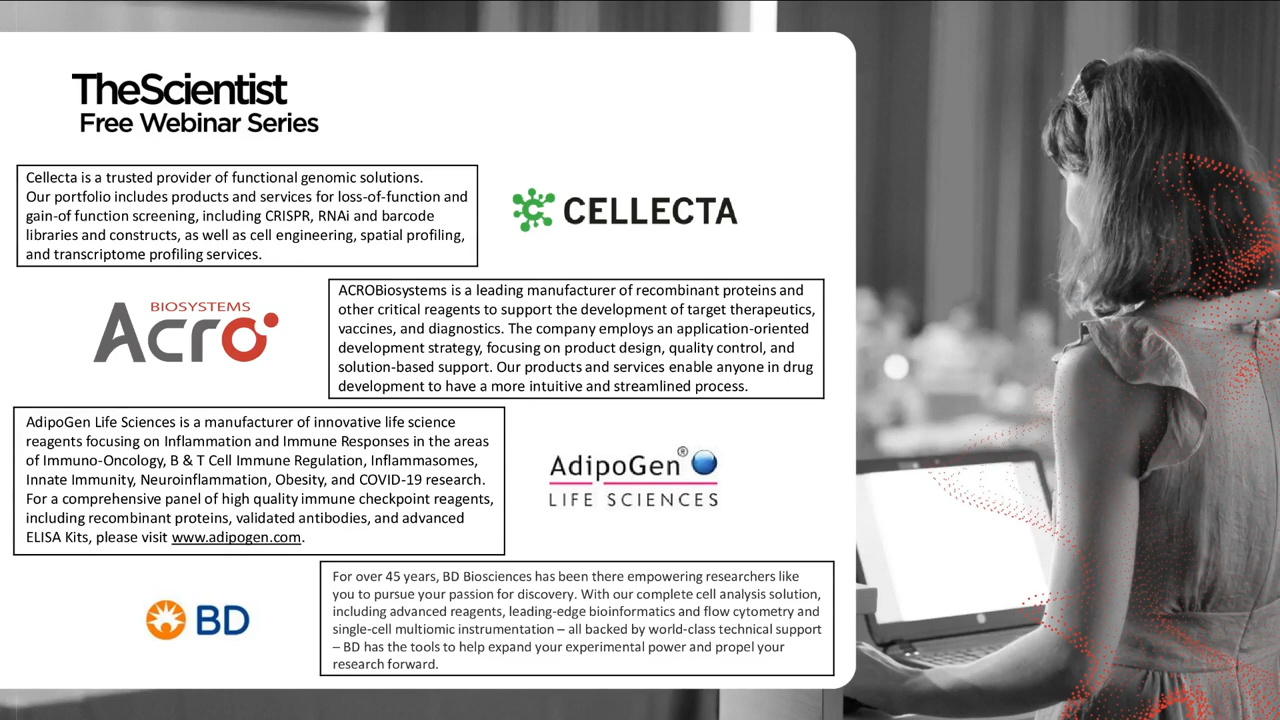 TheScientist
Free Webinar Series
Cellecta is a trusted provider of functional genomic solutions.
Our portfolio includes products and services for loss-of-function and
gain-of function screening, including CRISPR, RNAi and barcode
libraries and constructs, as well as cell engineering, spatial profiling,
and transcriptome profiling services.
CELLECTA
BIOSYSTEMS
Acro
ACROBiosystems is a leading manufacturer of recombinant proteins and
other critical reagents to support the development of target therapeutics,
vaccines, and diagnostics. The company employs an application-oriented
development strategy, focusing on product design, quality control, and
solution-based support. Our products and services enable anyone in drug
development to have a more intuitive and streamlined process.
AdipoGen Life Sciences is a manufacturer of innovative life science
reagents focusing on Inflammation and Immune Responses in the areas
of Immuno-Oncology, B & T Cell Immune Regulation, Inflammasomes,
Innate Immunity, Neuroinflammation, Obesity, and COVID-19 research.
For a comprehensive panel of high quality immune checkpoint reagents,
including recombinant proteins, validated antibodies, and advanced
ELISA Kits, please visit www.adipogen.com.
AdipoGen®
LIFE SCIENCES
BD
For over 45 years, BD Biosciences has been there empowering researchers like
you to pursue your passion for discovery. With our complete cell analysis solution,
including advanced reagents, leading-edge bioinformatics and flow cytometry and
single-cell multiomic instrumentation – all backed by world-class technical support
– BD has the tools to help expand your experimental power and propel your
research forward.